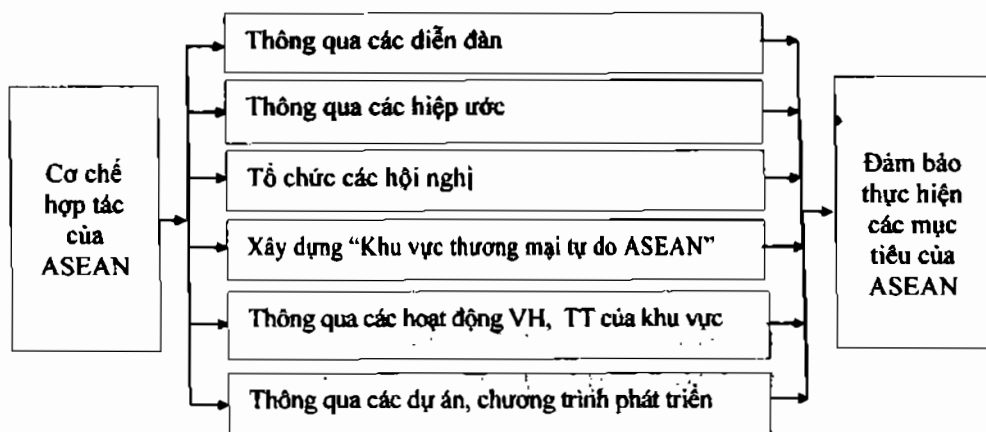 Cơ chế
hợp tác
của
ASEAN
Thông qua các diễn đàn
Thông qua các hiệp ước
Tổ chức các hội nghị
Xây dựng “Khu vực thương mại tự do ASEAN”
Thông qua các hoạt động VH, TT của khu vực
Thông qua các dự án, chương trình phát triển
Đảm bảo
thực hiện
các mục
tiêu của
ASEAN